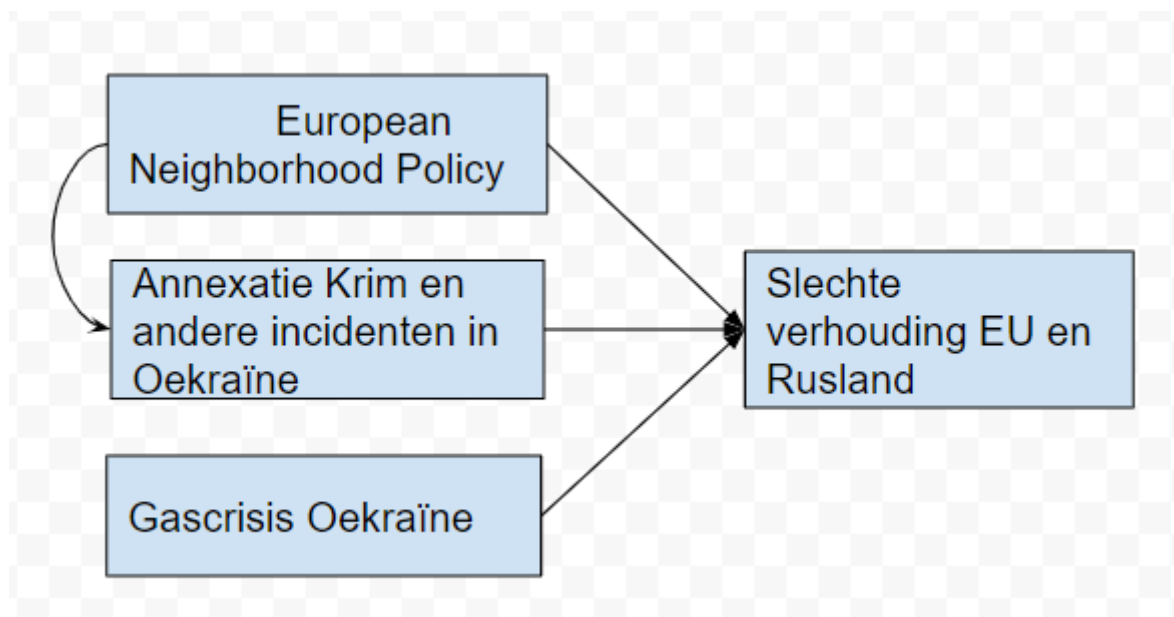 European
Neighborhood Policy
Annexatie Krim en
andere incidenten in
Oekraïne
Gascrisis Oekraïne
Slechte
verhouding EU en
Rusland